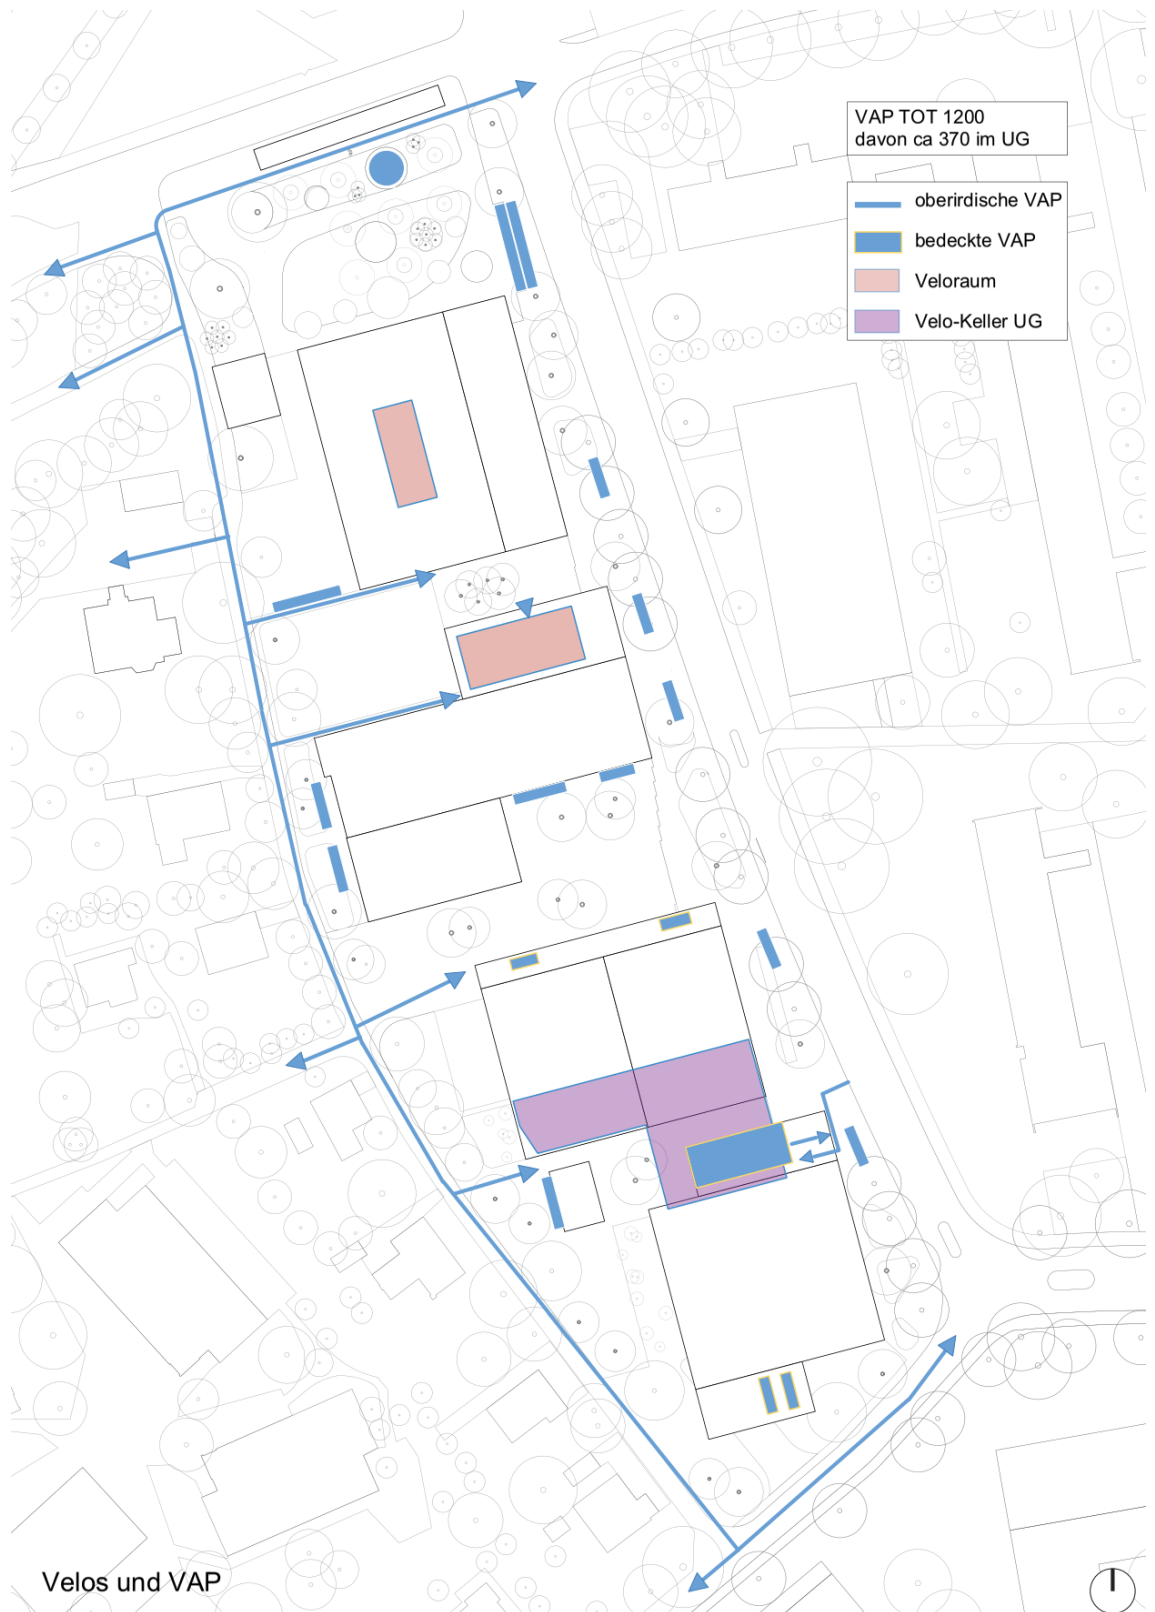 VAP TOT 1200
davon ca 370 im UG
oberirdische VAP
bedeckte VAP
Veloraum
Velo-Keller UG
Velos und VAP